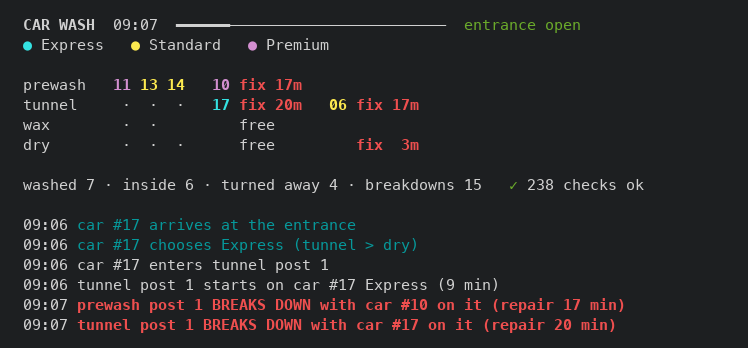 CAR WASH 09:07 entrance open
● Express ● Standard ● Premium
prewash 11 13 14 10 fix 17m
tunnel · · · 17 fix 20m 06 fix 17m
wax · · free
dry · · · free fix 3m
washed 7 · inside 6 · turned away 4 · breakdowns 15 ✓ 238 checks ok
09:06 car #17 arrives at the entrance
09:06 car #17 chooses Express (tunnel > dry)
09:06 car #17 enters tunnel post 1
09:06 tunnel post 1 starts on car #17 Express (9 min)
09:07 prewash post 1 BREAKS DOWN with car #10 on it (repair 17 min)
09:07 tunnel post 1 BREAKS DOWN with car #17 on it (repair 20 min)